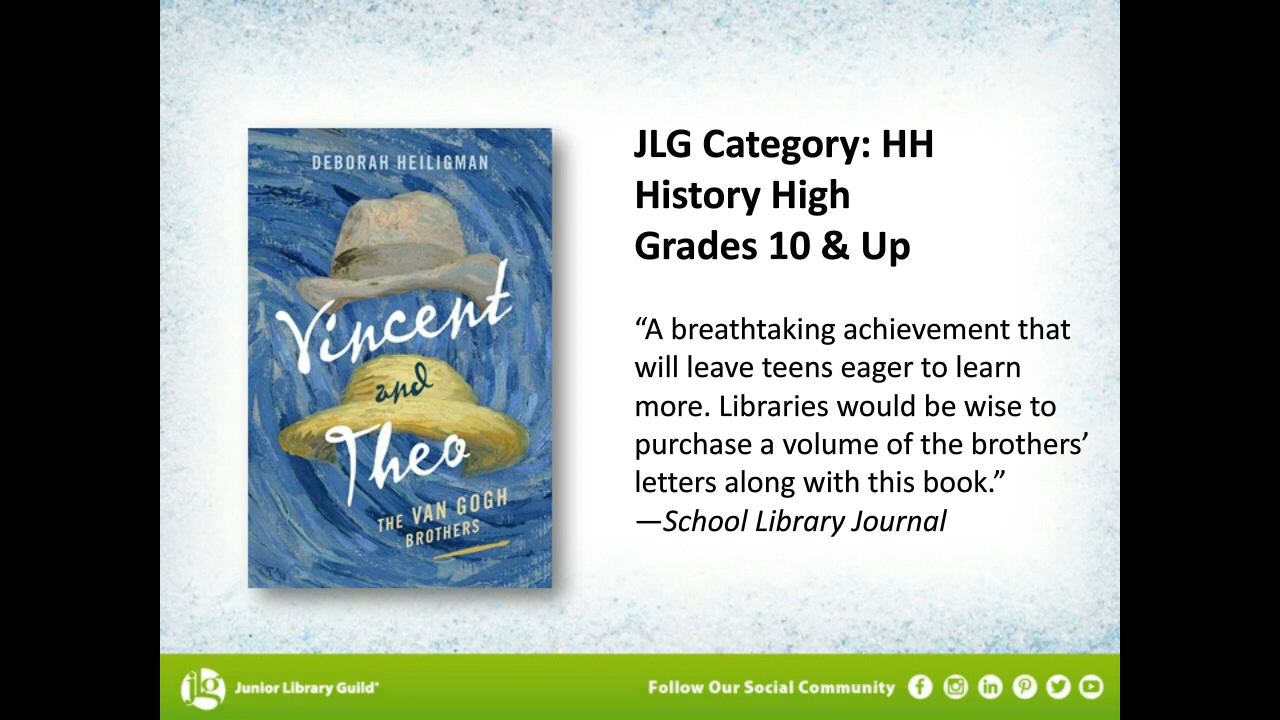 DEBORAH HEILIGMAN
Vincent
and
Theo
THE VAN GOGH
BROTHERS
JLG Category: HH
History High
Grades 10 & Up
“A breathtaking achievement that
will leave teens eager to learn
more. Libraries would be wise to
purchase a volume of the brothers’
letters along with this book.”
—School Library Journal
jlg Junior Library Guild®
Follow Our Social Community